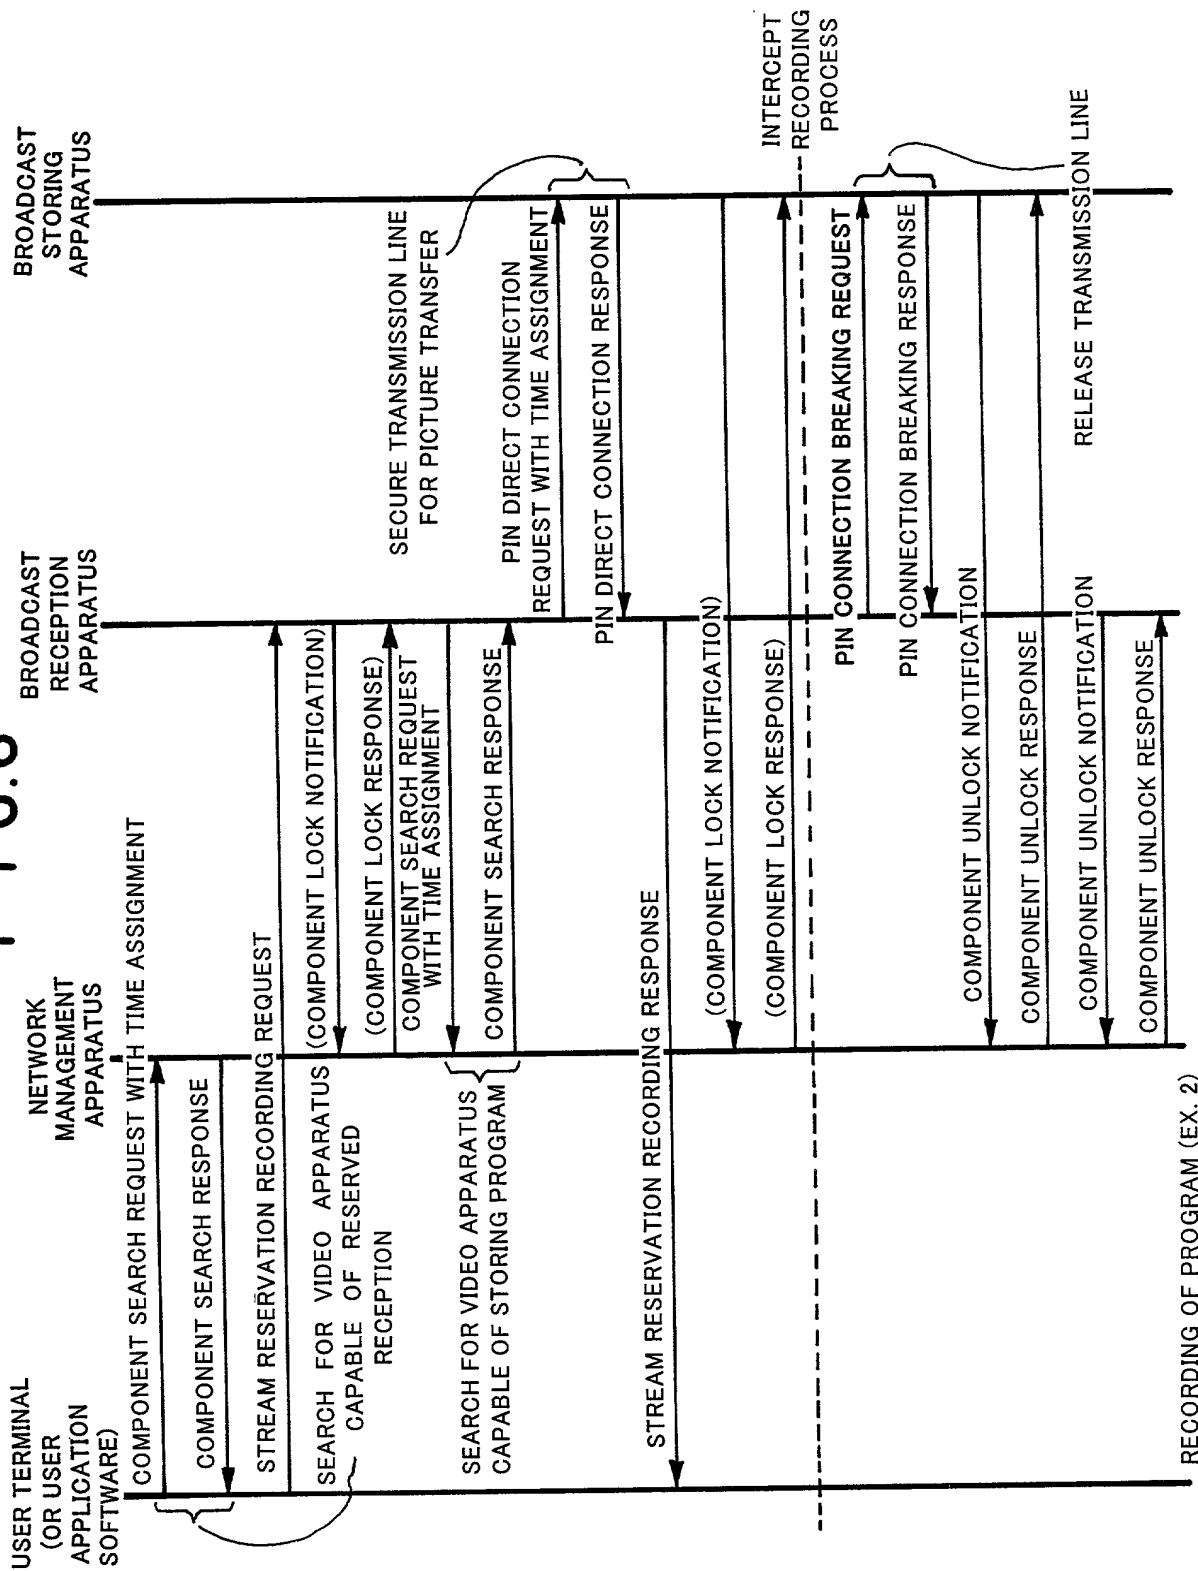 USER TERMINAL
(OR USER
APPLICATION
SOFTWARE)
NETWORK
MANAGEMENT
APPARATUS
BROADCAST
RECEPTION
APPARATUS
BROADCAST
STORING
APPARATUS
COMPONENT SEARCH REQUEST WITH TIME ASSIGNMENT
COMPONENT SEARCH RESPONSE
STREAM RESERVATION RECORDING REQUEST
SEARCH FOR VIDEO APPARATUS
CAPABLE OF RESERVED
RECEPTION
(COMPONENT LOCK NOTIFICATION)
(COMPONENT LOCK RESPONSE)
COMPONENT SEARCH REQUEST
WITH TIME ASSIGNMENT
SEARCH FOR VIDEO APPARATUS
CAPABLE OF STORING PROGRAM
COMPONENT SEARCH RESPONSE
SECURE TRANSMISSION LINE
FOR PICTURE TRANSFER
PIN DIRECT CONNECTION
REQUEST WITH TIME ASSIGNMENT
PIN DIRECT CONNECTION RESPONSE
STREAM RESERVATION RECORDING RESPONSE
(COMPONENT LOCK NOTIFICATION)
(COMPONENT LOCK RESPONSE)
INTERCEPT
RECORDING
PROCESS
PIN CONNECTION BREAKING REQUEST
PIN CONNECTION BREAKING RESPONSE
COMPONENT UNLOCK NOTIFICATION
COMPONENT UNLOCK RESPONSE
RELEASE TRANSMISSION LINE
COMPONENT UNLOCK NOTIFICATION
COMPONENT UNLOCK RESPONSE
RECORDING OF PROGRAM (EX. 2)